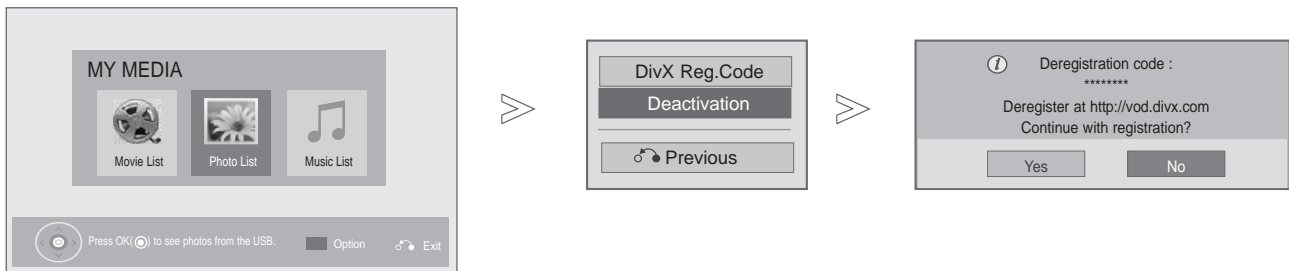 MY MEDIA
Movie List
Photo List
Music List
Press OK(◉) to see photos from the USB.
Option
Exit
DivX Reg.Code
Deactivation
Previous
Deregistration code :
********
Deregister at http://vod.divx.com
Continue with registration?
Yes
No